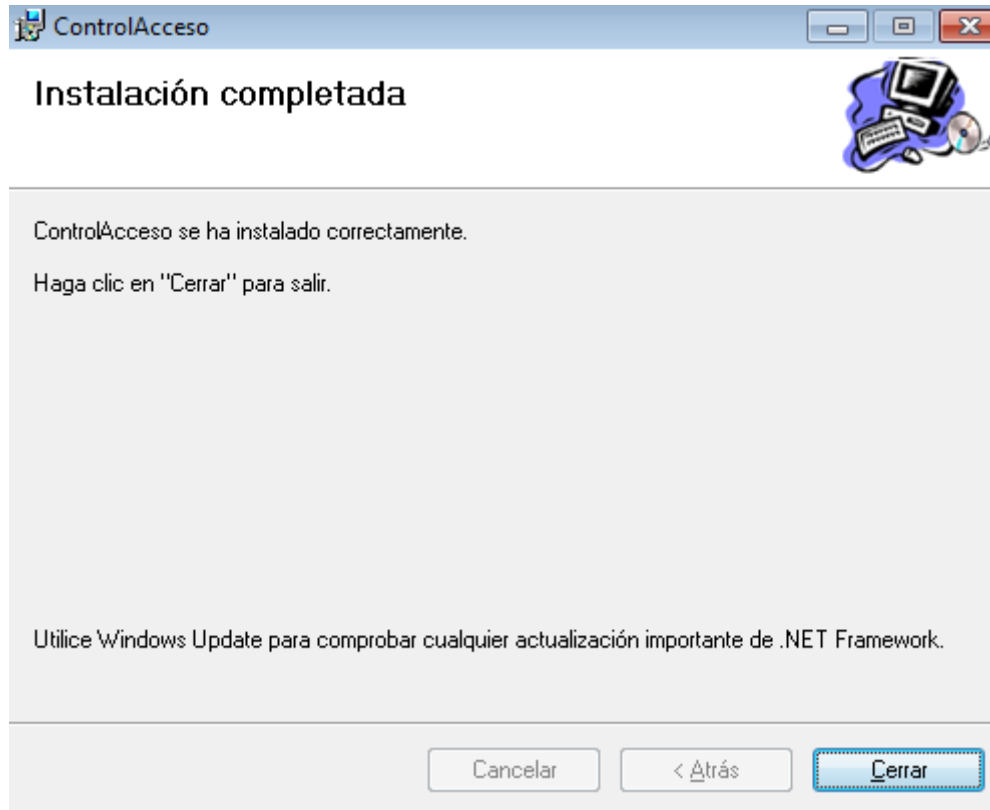 ControlAcceso
Instalación completada
ControlAcceso se ha instalado correctamente.
Haga clic en "Cerrar" para salir.
Utilice Windows Update para comprobar cualquier actualización importante de .NET Framework.
Cancelar
< Atrás
Cerrar